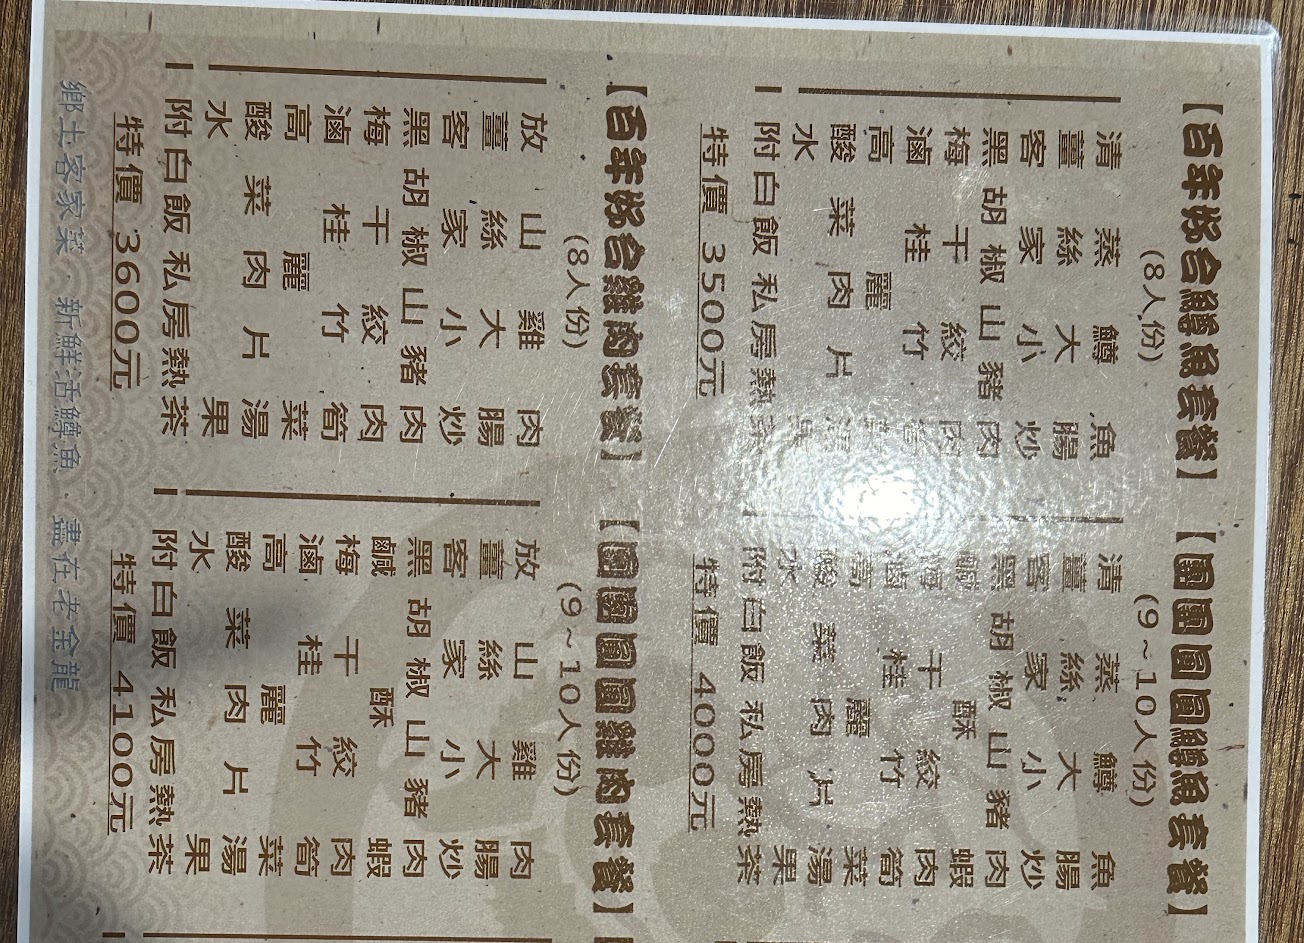 【百年好合鱒魚套餐】
(8人份)
清蒸鱒魚
薑絲大腸
客家小炒
黑胡椒山豬肉
梅干絞肉
滷桂竹筍
高麗菜
酸菜肉片湯
水果
附白飯 私房熱茶
特價 3500元
【團團圓圓鱒魚套餐】
(9~10人份)
清蒸鱒魚
薑絲大腸
客家小炒
黑胡椒山豬肉
鹹酥蝦
梅干絞肉
滷桂竹筍
高麗菜
酸菜肉片湯
水果
附白飯 私房熱茶
特價 4000元
【百年好合雞肉套餐】
(8人份)
放山雞肉
薑絲大腸
客家小炒
黑胡椒山豬肉
梅干絞肉
滷桂竹筍
高麗菜
酸菜肉片湯
水果
附白飯 私房熱茶
特價 3600元
【團團圓圓雞肉套餐】
(9~10人份)
放山雞肉
薑絲大腸
客家小炒
黑胡椒山豬肉
鹹酥蝦
梅干絞肉
滷桂竹筍
高麗菜
酸菜肉片湯
水果
附白飯 私房熱茶
特價 4100元
鄉土客家菜、新鮮活鱒魚．盡在老金龍